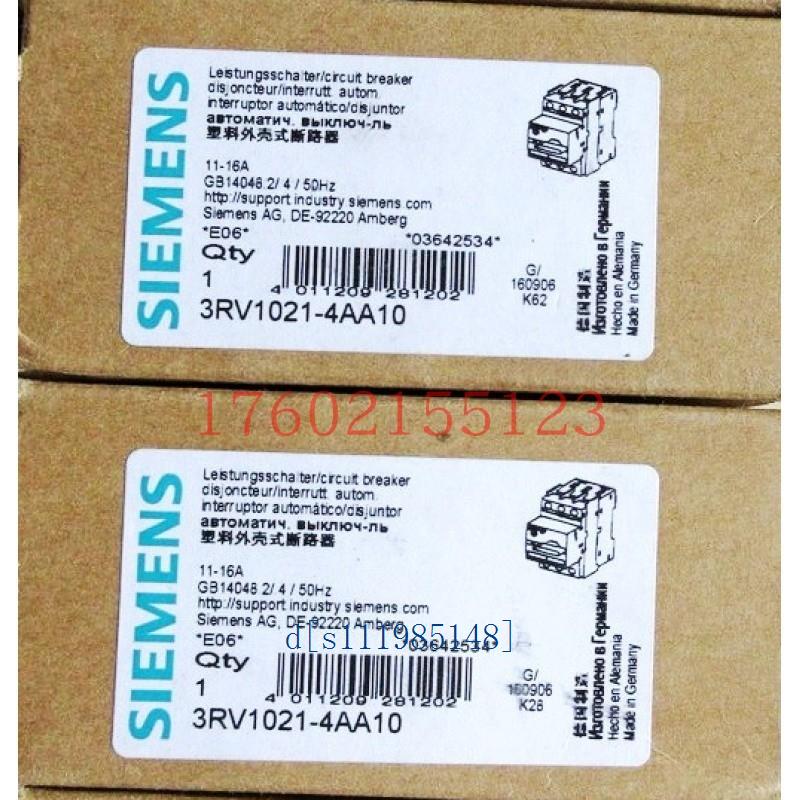 SIEMENS
Leistungsschalter/circuit breaker
disjoncteur/interrutt. autom.
interruptor automático/disjuntor
автоматич. выключ-ль
塑料外壳式断路器
11-16A
GB14048.2/ 4 / 50Hz
http://support industry siemens com
Siemens AG, DE-92220 Amberg
*E06*
*03642534*
Qty
1
4 011209 281202
3RV1021-4AA10
G/
160906
K62
德国制造
Изготовлено в Германии
Hecho en Alemania
Made in Germany
17602155123
SIEMENS
Leistungsschalter/circuit breaker
disjoncteur/interrutt. autom.
interruptor automático/disjuntor
автоматич. выключ-ль
塑料外壳式断路器
11-16A
GB14048 2/ 4 / 50Hz
http://support industry siemens com
Siemens AG, DE-92220 Amberg
*E06*
*03642534*
d[s111985148]
Qty
1
4 011209 281202
3RV1021-4AA10
G/
160906
K28
德国制造
Изготовлено в Германии
Hecho en Alemania
Made in Germany